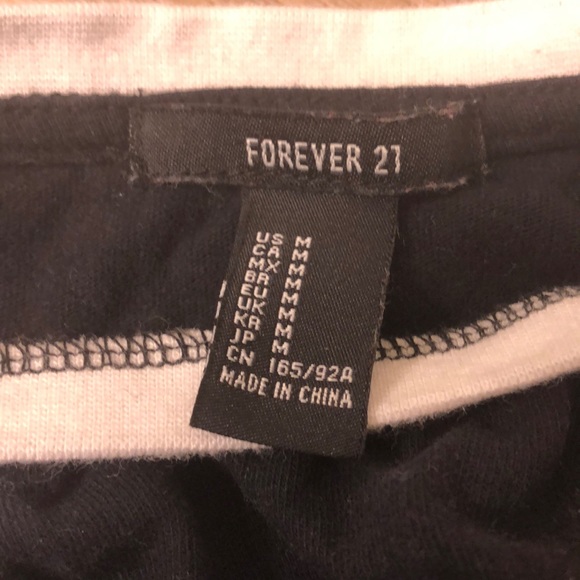 FOREVER 21
US M
CA M
MX M
BR M
EU M
UK M
KR M
JP M
CN 165/92A
MADE IN CHINA